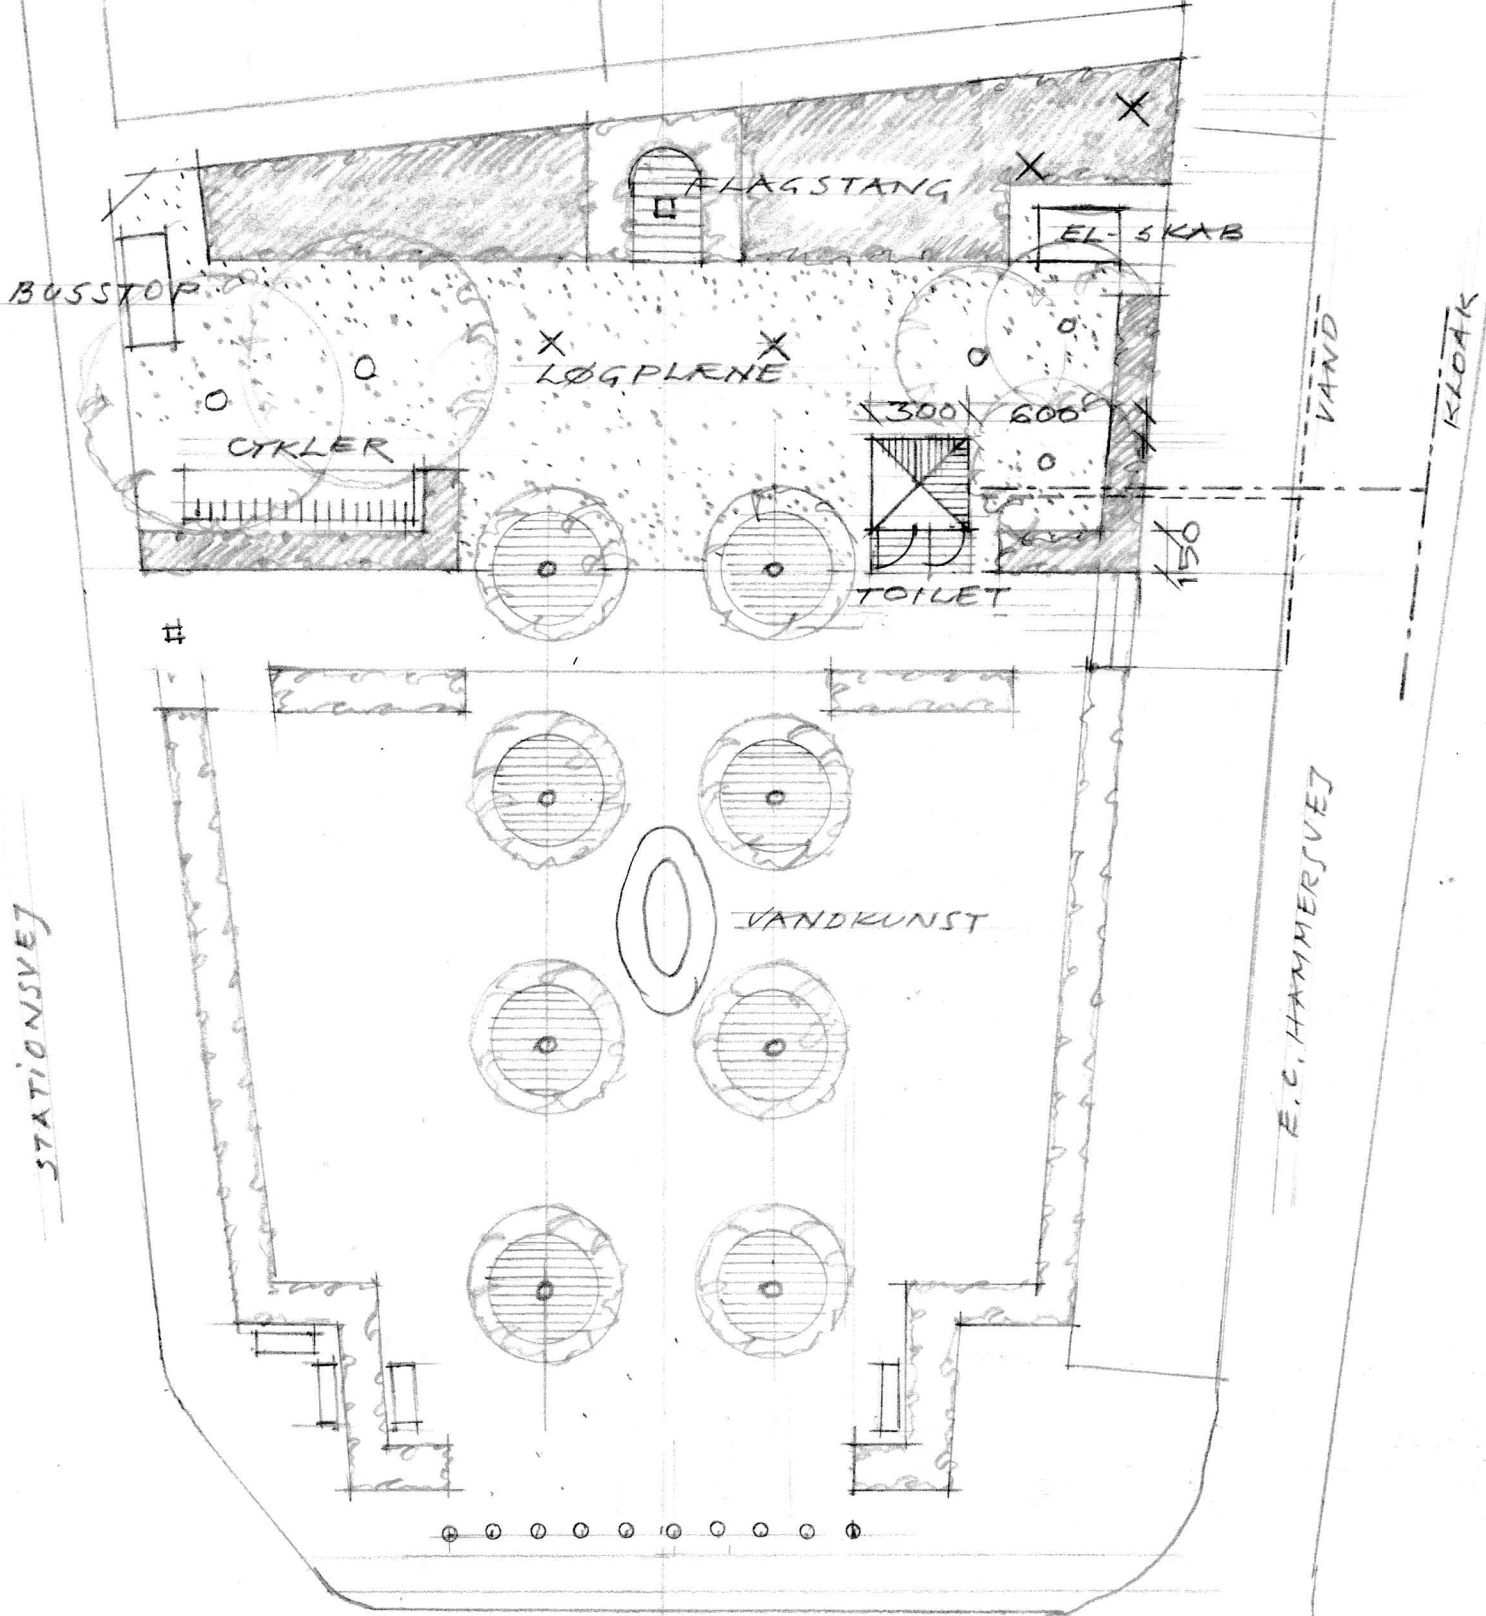 FLAGSTANG
EL-SKAB
BUSSTOP
VAND
KLOAK
LØGPLÆNE
300 600
CYKLER
150
TOILET
VANDKUNST
STATIONSVEJ
E.C. HAMMERSVEJ